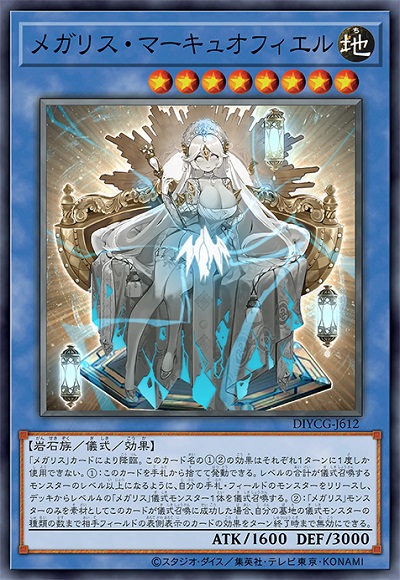 メガリス・マーキュオフィエル
地
DIYCG-J612
【岩石族／儀式／効果】
「メガリス」カードにより降臨。このカード名の①②の効果はそれぞれ1ターンに1度しか
使用できない。①：このカードを手札から捨てて発動できる。レベルの合計が儀式召喚する
モンスターのレベル以上になるように、自分の手札・フィールドのモンスターをリリースし、
デッキからレベル4の「メガリス」儀式モンスター1体を儀式召喚する。②：「メガリス」モンス
ターのみを素材としてこのカードが儀式召喚に成功した場合、自分の墓地の儀式モンスターの
種類の数まで相手フィールドの表側表示のカードの効果をターン終了時まで無効にできる。
ATK/1600 DEF/3000
©スタジオ・ダイス／集英社・テレビ東京・KONAMI